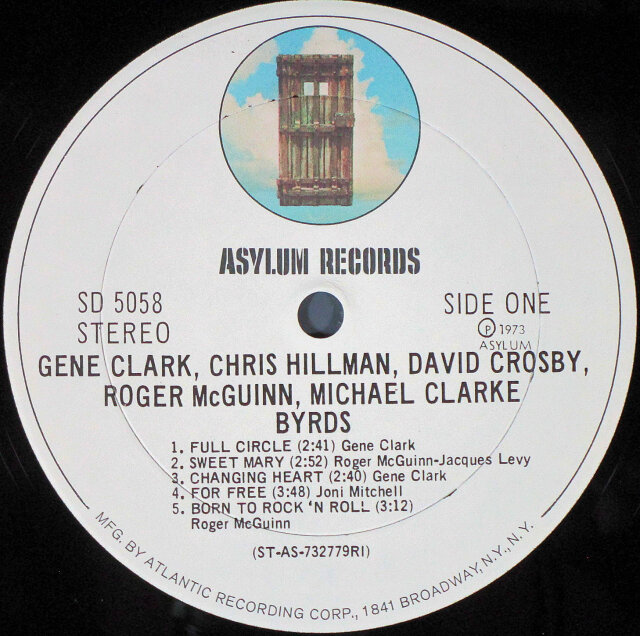 ASYLUM RECORDS
SD 5058
STEREO
SIDE ONE
Ⓟ 1973
ASYLUM
GENE CLARK, CHRIS HILLMAN, DAVID CROSBY,
ROGER McGUINN, MICHAEL CLARKE
BYRDS
1. FULL CIRCLE (2:41) Gene Clark
2. SWEET MARY (2:52) Roger McGuinn-Jacques Levy
3. CHANGING HEART (2:40) Gene Clark
4. FOR FREE (3:48) Joni Mitchell
5. BORN TO ROCK 'N ROLL (3:12)
Roger McGuinn
(ST-AS-732779RI)
MFG. BY ATLANTIC RECORDING CORP., 1841 BROADWAY, N.Y., N.Y.